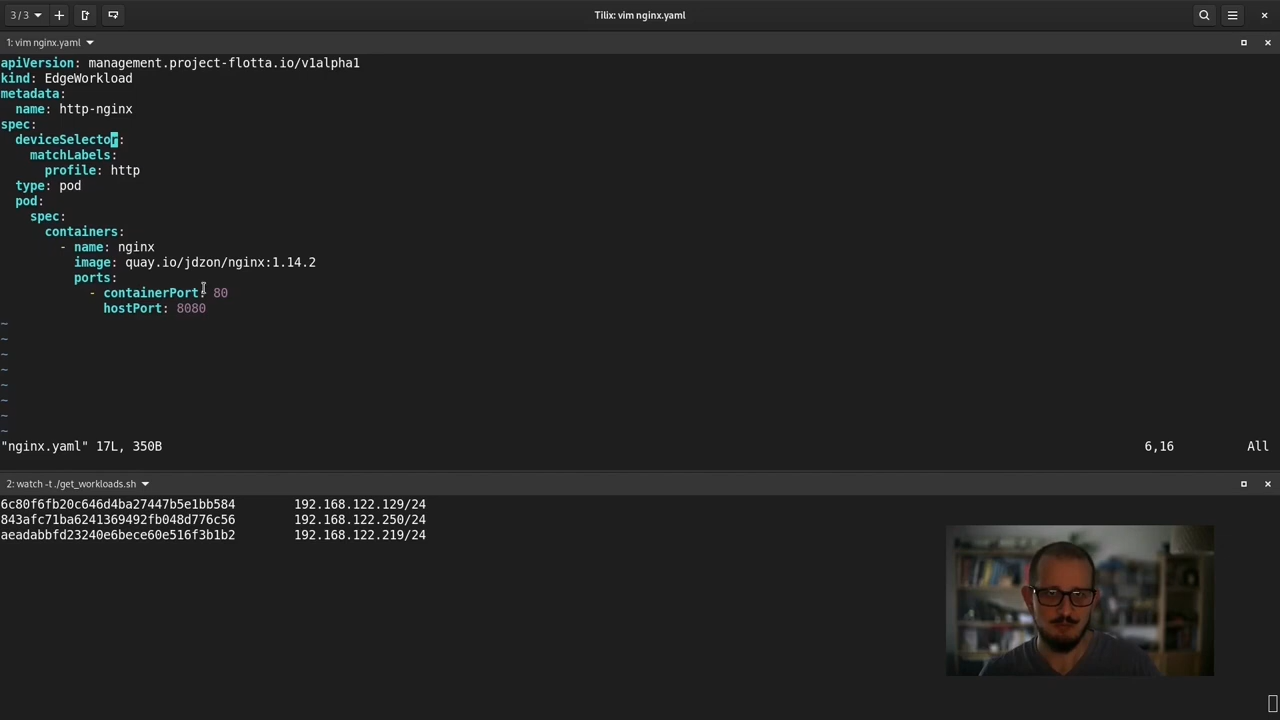 3 / 3
Tilix: vim nginx.yaml
1: vim nginx.yaml
apiVersion: management.project-flotta.io/v1alpha1
kind: EdgeWorkload
metadata:
  name: http-nginx
spec:
  deviceSelector:
    matchLabels:
      profile: http
  type: pod
  pod:
    spec:
      containers:
        - name: nginx
          image: quay.io/jdzon/nginx:1.14.2
          ports:
            - containerPort: 80
              hostPort: 8080
~
~
~
~
~
~
~
~
"nginx.yaml" 17L, 350B 6,16 All
2: watch -t ./get_workloads.sh
6c80f6fb20c646d4ba27447b5e1bb584 192.168.122.129/24
843afc71ba6241369492fb048d776c56 192.168.122.250/24
aeadabbfd23240e6bece60e516f3b1b2 192.168.122.219/24